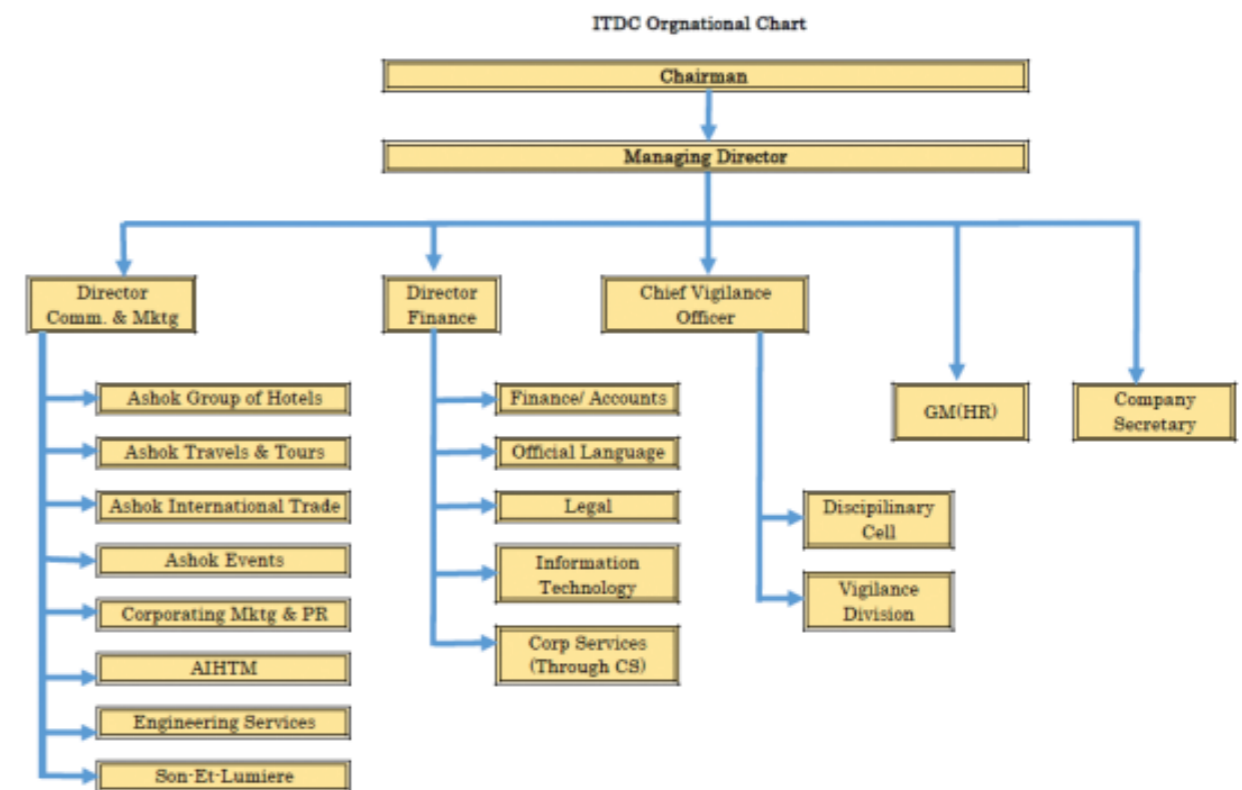 ITDC Orgnational Chart
Chairman
Managing Director
Director
Comm. & Mktg
Director
Finance
Chief Vigilance
Officer
GM(HR)
Company
Secretary
Ashok Group of Hotels
Ashok Travels & Tours
Ashok International Trade
Ashok Events
Corporating Mktg & PR
AIHTM
Engineering Services
Son-Et-Lumiere
Finance/ Accounts
Official Language
Legal
Information
Technology
Corp Services
(Through CS)
Discipilinary
Cell
Vigilance
Division